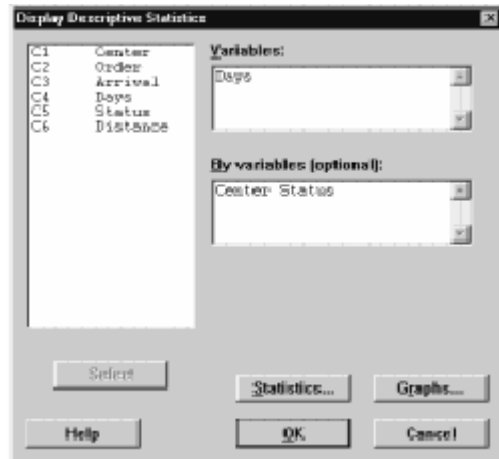 Display Descriptive Statistics
C1 Center
C2 Order
C3 Arrival
C4 Days
C5 Status
C6 Distance
Variables:
Days
By variables (optional):
Center Status
Select
Statistics...
Graphs...
Help
OK
Cancel